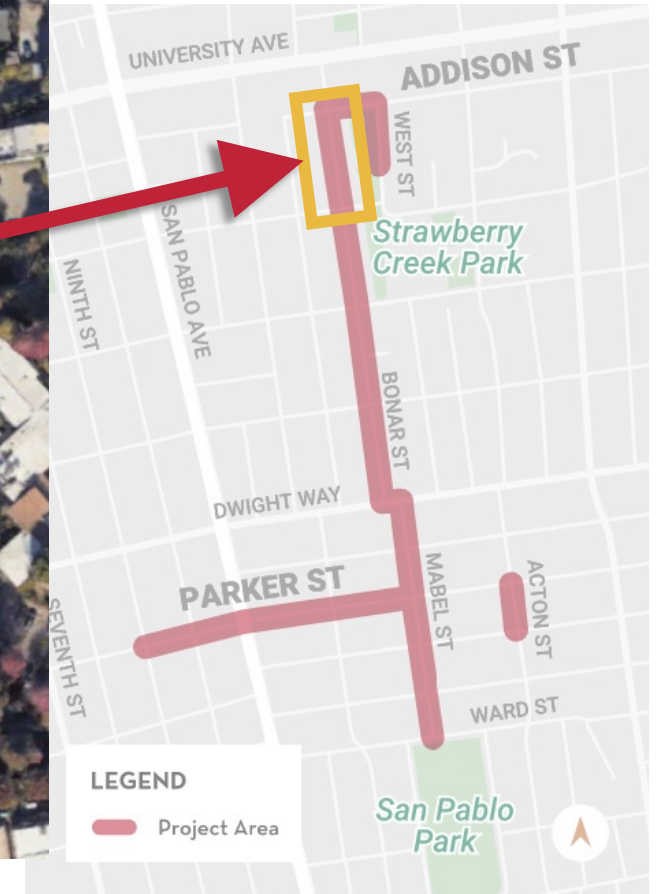 UNIVERSITY AVE
ADDISON ST
WEST ST
SAN PABLO AVE
Strawberry
Creek Park
NINTH ST
BONAR ST
DWIGHT WAY
PARKER ST
MABEL ST
ACTON ST
SEVENTH ST
WARD ST
LEGEND
Project Area
San Pablo
Park